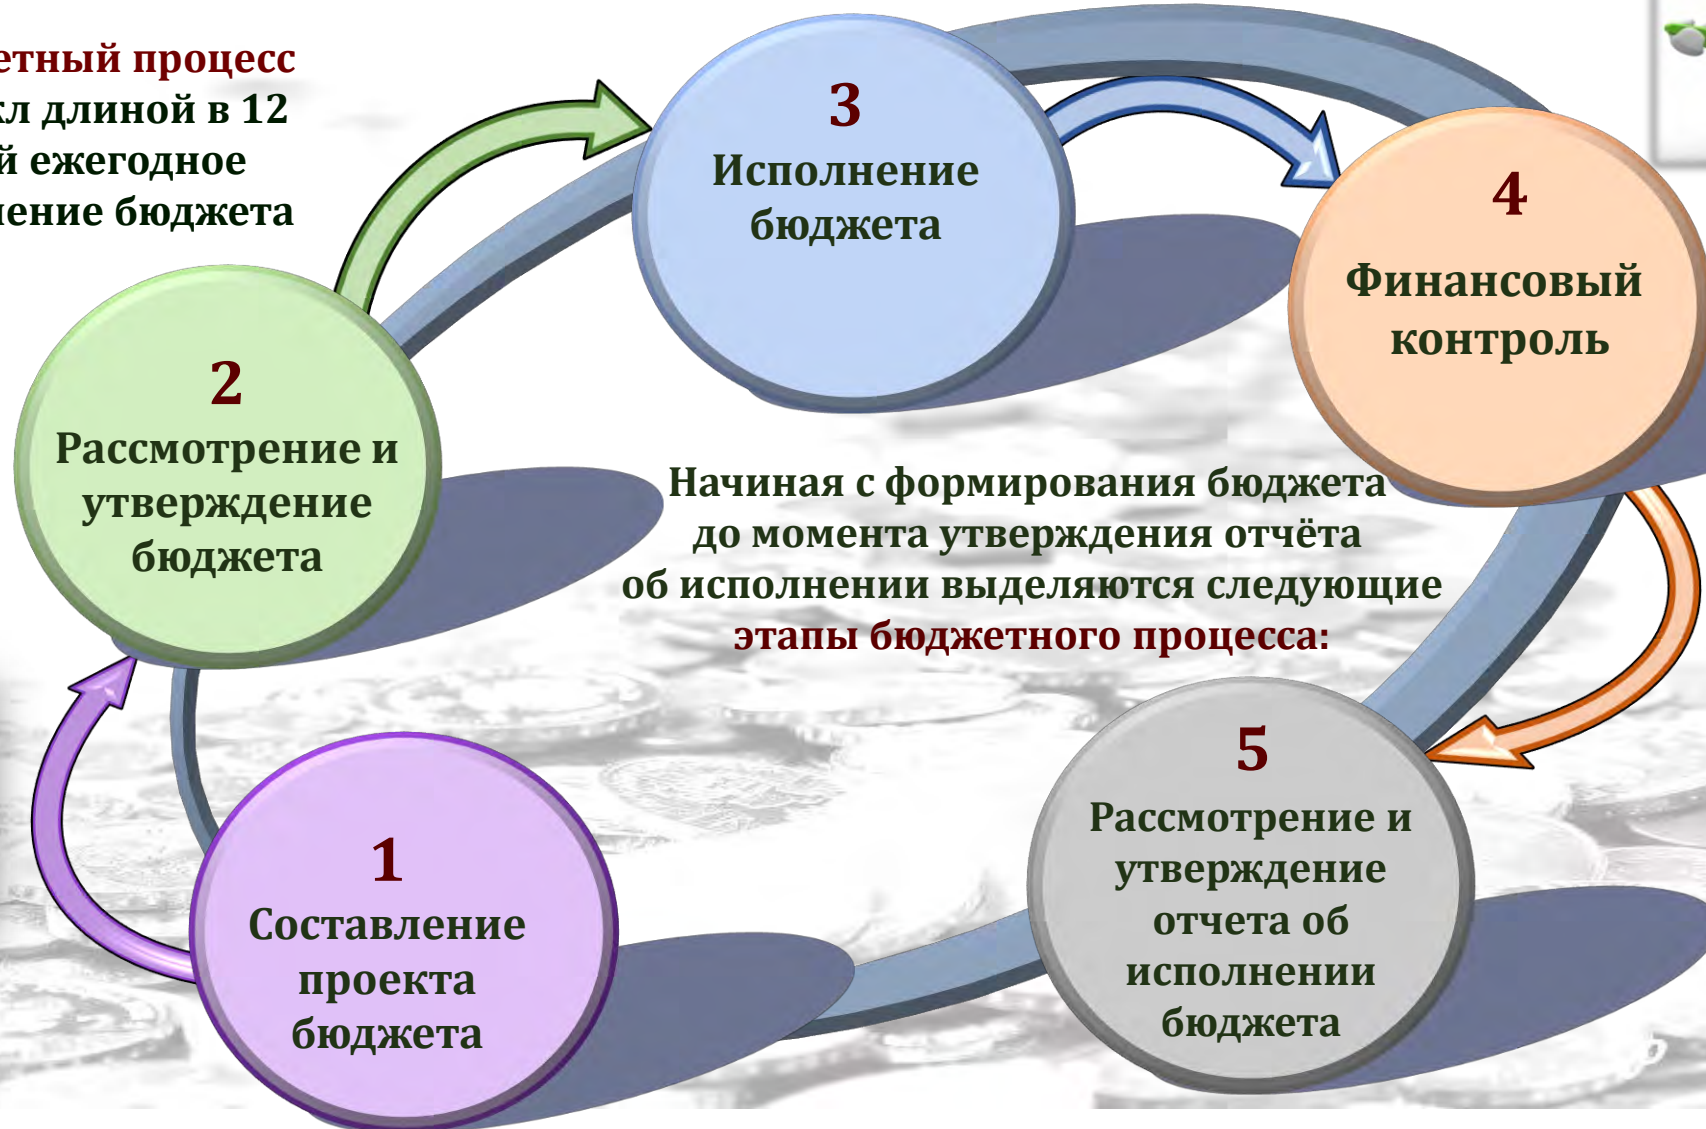 етный процесс
кл длиной в 12
й ежегодное
ление бюджета
1
Составление
проекта
бюджета
2
Рассмотрение и
утверждение
бюджета
3
Исполнение
бюджета
4
Финансовый
контроль
Начиная с формирования бюджета
до момента утверждения отчёта
об исполнении выделяются следующие
этапы бюджетного процесса:
5
Рассмотрение и
утверждение
отчета об
исполнении
бюджета